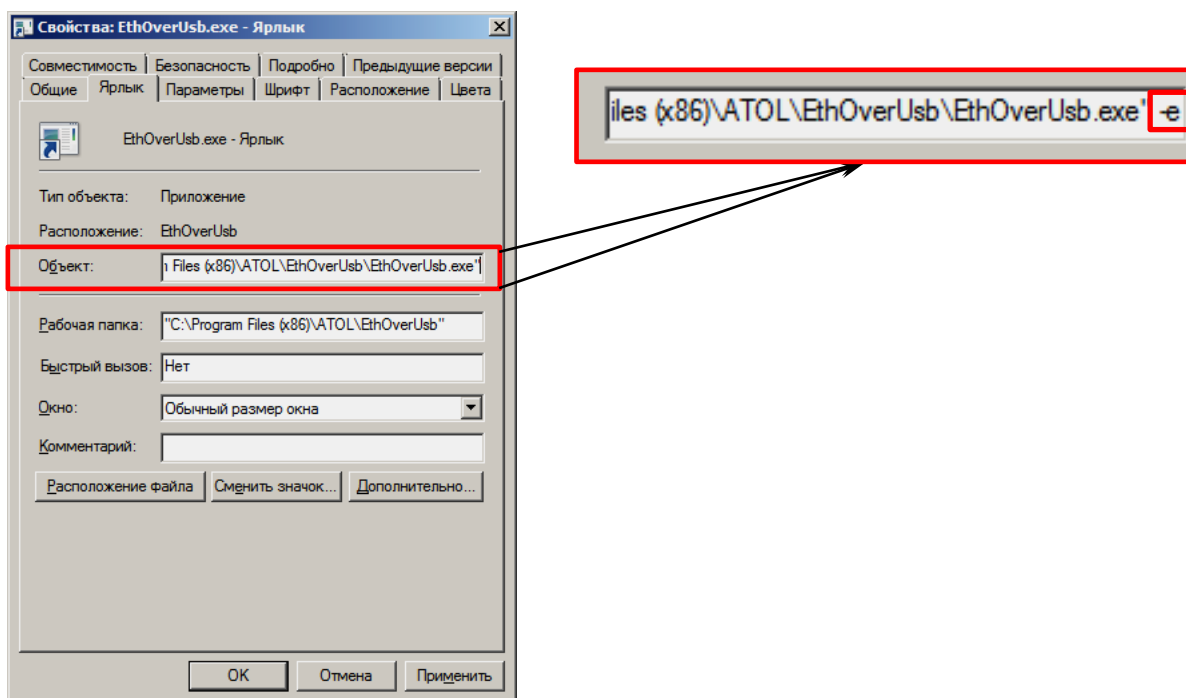 Свойства: EthOverUsb.exe - Ярлык
Совместимость Безопасность Подробно Предыдущие версии
Общие Ярлык Параметры Шрифт Расположение Цвета
EthOverUsb.exe - Ярлык
Тип объекта: Приложение
Расположение: EthOverUsb
Объект: n Files (x86)\ATOL\EthOverUsb\EthOverUsb.exe"
Рабочая папка: "C:\Program Files (x86)\ATOL\EthOverUsb"
Быстрый вызов: Нет
Окно: Обычный размер окна
Комментарий:
Расположение файла Сменить значок... Дополнительно...
OK Отмена Применить
iles (x86)\ATOL\EthOverUsb\EthOverUsb.exe" -e